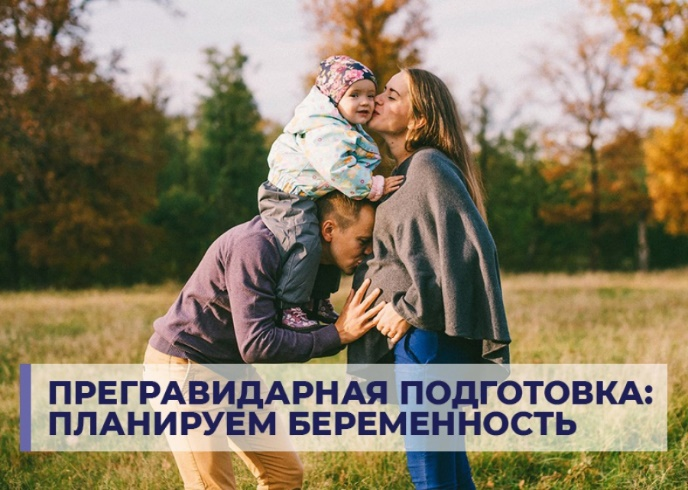 ПРЕГРАВИДАРНАЯ ПОДГОТОВКА:
ПЛАНИРУЕМ БЕРЕМЕННОСТЬ